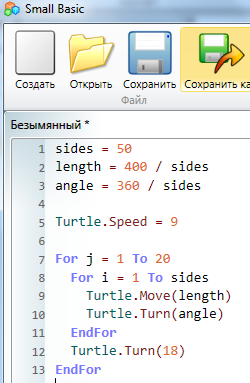 Small Basic
Создать Открыть Сохранить Сохранить ка
Файл
Безымянный *
1 sides = 50
2 length = 400 / sides
3 angle = 360 / sides
4
5 Turtle.Speed = 9
6
7 For j = 1 To 20
8 For i = 1 To sides
9 Turtle.Move(length)
10 Turtle.Turn(angle)
11 EndFor
12 Turtle.Turn(18)
13 EndFor